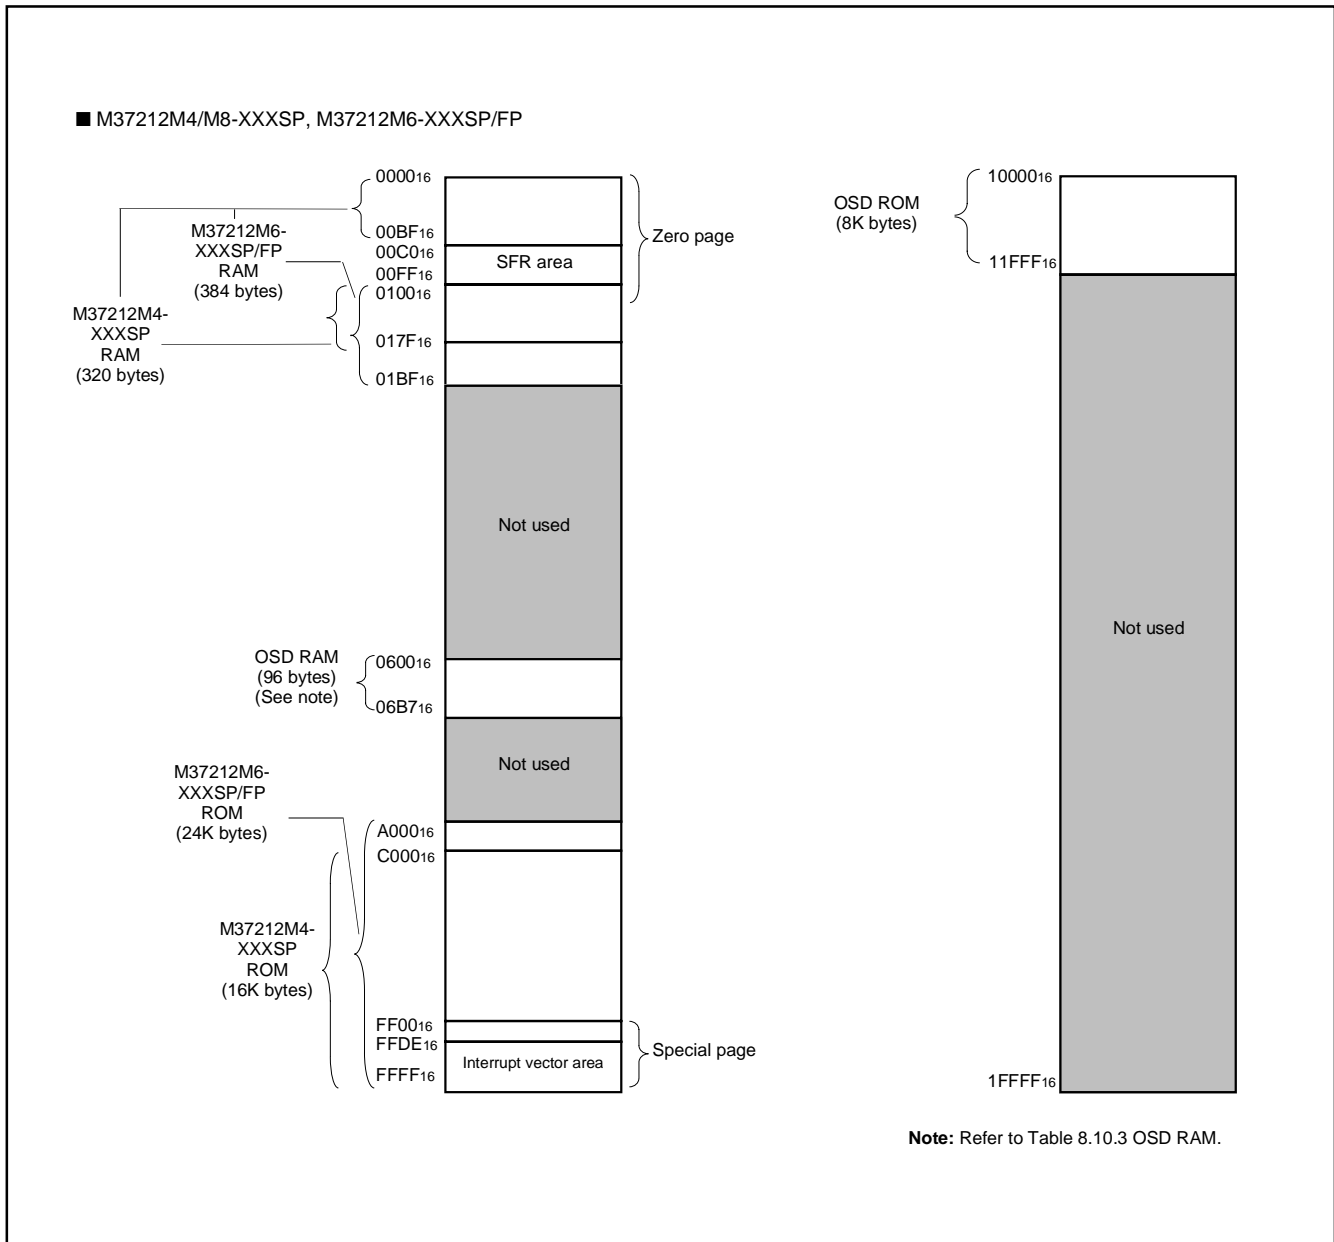 ■ M37212M4/M8-XXXSP, M37212M6-XXXSP/FP
000016
00BF16
00C016
00FF16
010016
017F16
01BF16
M37212M6-
XXXSP/FP
RAM
(384 bytes)
M37212M4-
XXXSP
RAM
(320 bytes)
SFR area
Zero page
Not used
OSD RAM
(96 bytes)
(See note)
060016
06B716
Not used
M37212M6-
XXXSP/FP
ROM
(24K bytes)
A00016
C00016
M37212M4-
XXXSP
ROM
(16K bytes)
FF0016
FFDE16
FFFF16
Interrupt vector area
Special page
OSD ROM
(8K bytes)
1000016
11FFF16
Not used
1FFFF16
Note: Refer to Table 8.10.3 OSD RAM.